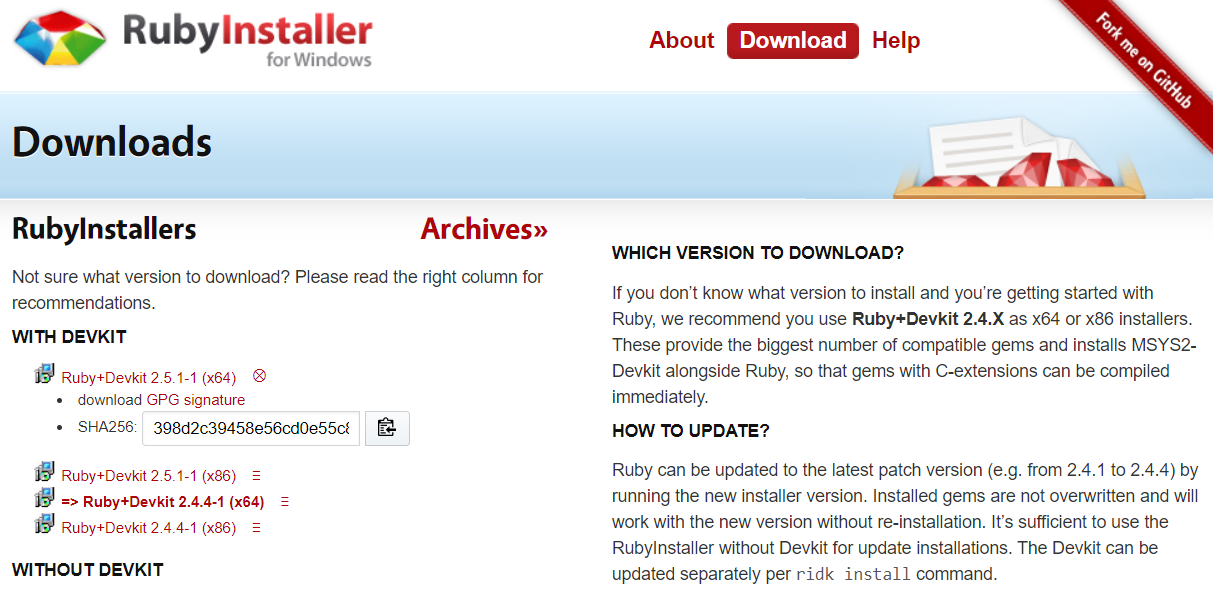 RubyInstaller
for Windows
About
Download
Help
Fork me on GitHub
Downloads
RubyInstallers
Archives»
Not sure what version to download? Please read the right column for
recommendations.
WITH DEVKIT
Ruby+Devkit 2.5.1-1 (x64)
• download GPG signature
• SHA256: 398d2c39458e56cd0e55c8
Ruby+Devkit 2.5.1-1 (x86)
=> Ruby+Devkit 2.4.4-1 (x64)
Ruby+Devkit 2.4.4-1 (x86)
WITHOUT DEVKIT
WHICH VERSION TO DOWNLOAD?
If you don’t know what version to install and you’re getting started with
Ruby, we recommend you use Ruby+Devkit 2.4.X as x64 or x86 installers.
These provide the biggest number of compatible gems and installs MSYS2-
Devkit alongside Ruby, so that gems with C-extensions can be compiled
immediately.
HOW TO UPDATE?
Ruby can be updated to the latest patch version (e.g. from 2.4.1 to 2.4.4) by
running the new installer version. Installed gems are not overwritten and will
work with the new version without re-installation. It’s sufficient to use the
RubyInstaller without Devkit for update installations. The Devkit can be
updated separately per ridk install command.